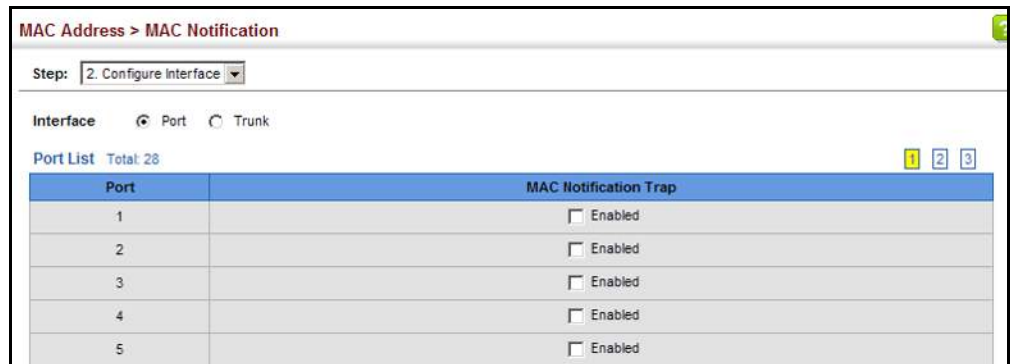 MAC Address > MAC Notification
?
Step: 2. Configure Interface
Interface Port Trunk
Port List Total: 28 1 2 3
Port MAC Notification Trap
1 Enabled
2 Enabled
3 Enabled
4 Enabled
5 Enabled